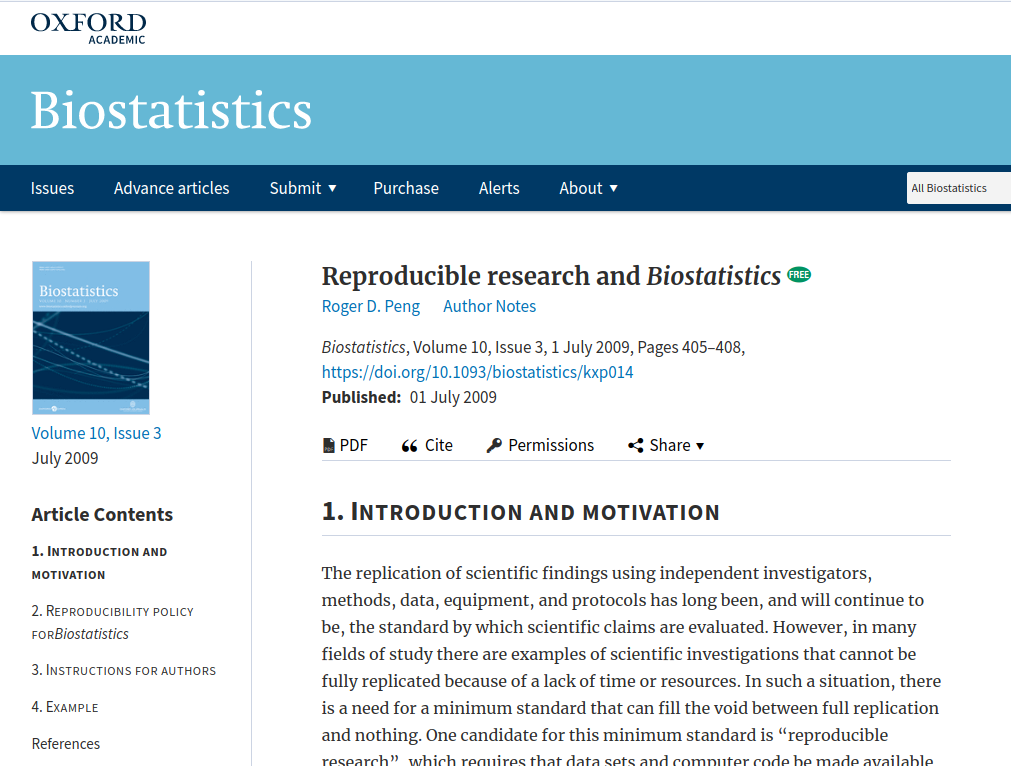 OXFORD
ACADEMIC
Biostatistics
Issues Advance articles Submit ▼ Purchase Alerts About ▼ All Biostatistics
Biostatistics
Volume 10, Issue 3
July 2009
Article Contents
1. INTRODUCTION AND
MOTIVATION
2. REPRODUCIBILITY POLICY
FORBiostatistics
3. INSTRUCTIONS FOR AUTHORS
4. EXAMPLE
References
Reproducible research and Biostatistics FREE
Roger D. Peng Author Notes
Biostatistics, Volume 10, Issue 3, 1 July 2009, Pages 405–408,
https://doi.org/10.1093/biostatistics/kxp014
Published: 01 July 2009
PDF Cite Permissions Share ▼
1. INTRODUCTION AND MOTIVATION
The replication of scientific findings using independent investigators,
methods, data, equipment, and protocols has long been, and will continue to
be, the standard by which scientific claims are evaluated. However, in many
fields of study there are examples of scientific investigations that cannot be
fully replicated because of a lack of time or resources. In such a situation, there
is a need for a minimum standard that can fill the void between full replication
and nothing. One candidate for this minimum standard is “reproducible
research”, which requires that data sets and computer code be made available